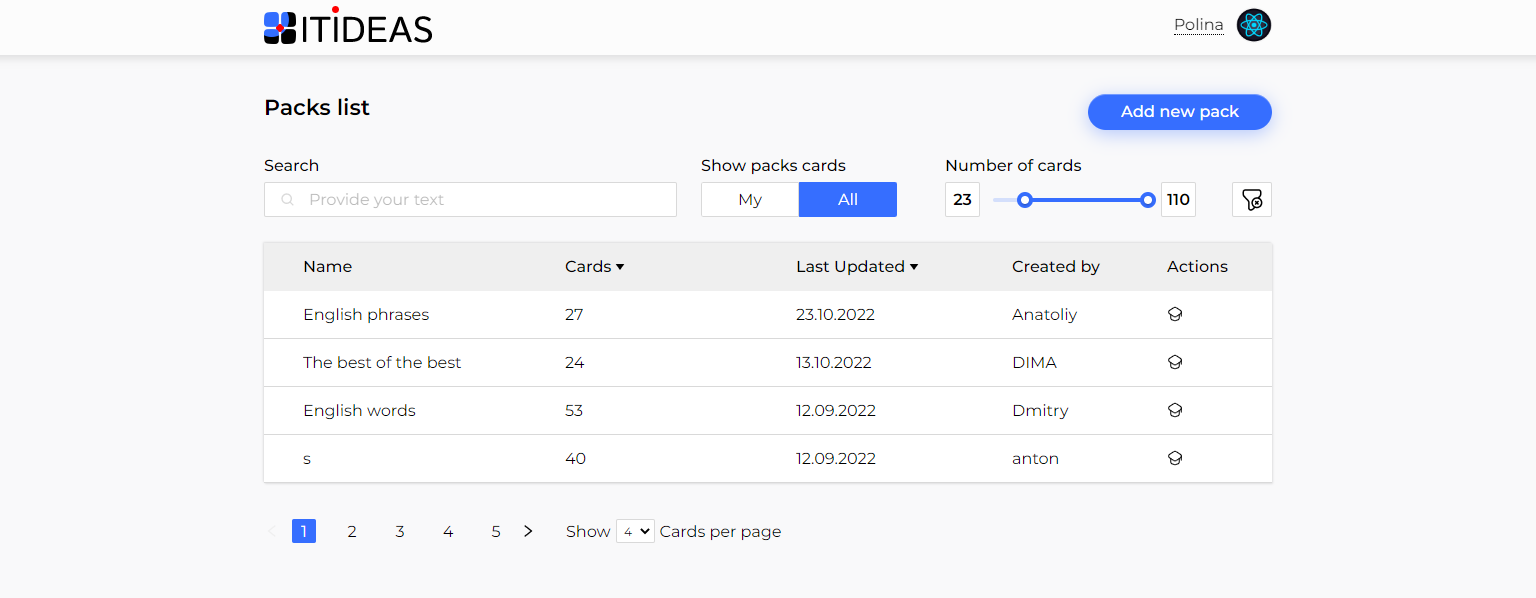 ITIDEAS
Polina
Packs list
Add new pack
Search
Show packs cards
Number of cards
Provide your text
My
All
23
110
Name Cards Last Updated Created by Actions
English phrases 27 23.10.2022 Anatoliy
The best of the best 24 13.10.2022 DIMA
English words 53 12.09.2022 Dmitry
s 40 12.09.2022 anton
1 2 3 4 5 Show 4 Cards per page